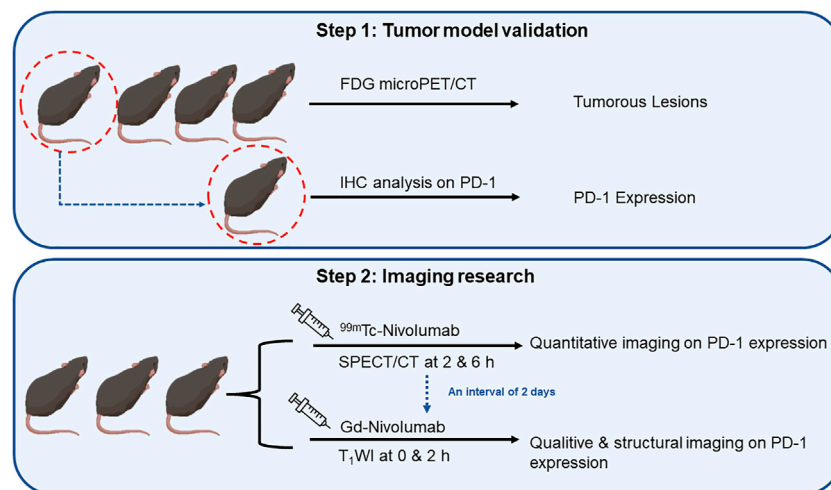 Step 1: Tumor model validation
FDG microPET/CT
Tumorous Lesions
IHC analysis on PD-1
PD-1 Expression
Step 2: Imaging research
⁹⁹ᵐTc-Nivolumab
Quantitative imaging on PD-1 expression
SPECT/CT at 2 & 6 h
An interval of 2 days
Gd-Nivolumab
T₁WI at 0 & 2 h
Qualitive & structural imaging on PD-1
expression